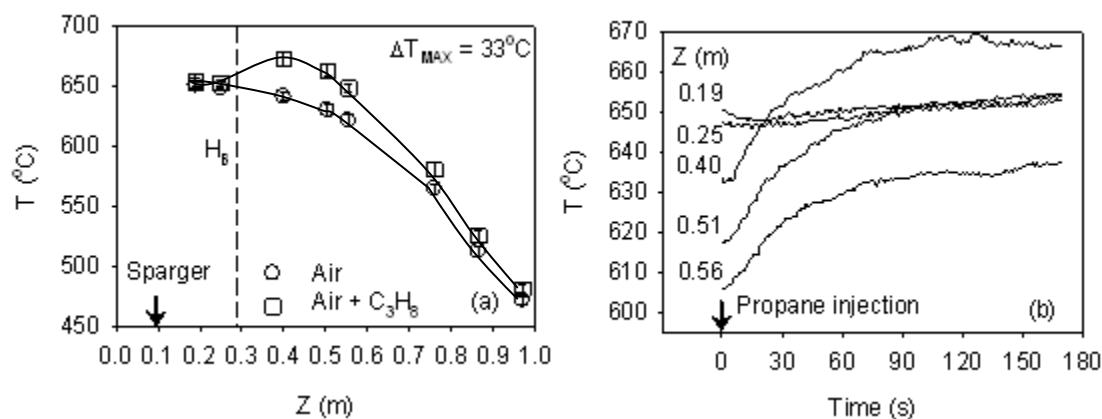 700
650
600
550
500
450
T (°C)
ΔT_MAX = 33°C
H_B
Sparger
Air
Air + C₃H₈
(a)
0.0 0.1 0.2 0.3 0.4 0.5 0.6 0.7 0.8 0.9 1.0
Z (m)
670
660
650
640
630
620
610
600
T (°C)
Z (m)
0.19
0.25
0.40
0.51
0.56
Propane injection
(b)
0 30 60 90 120 150 180
Time (s)